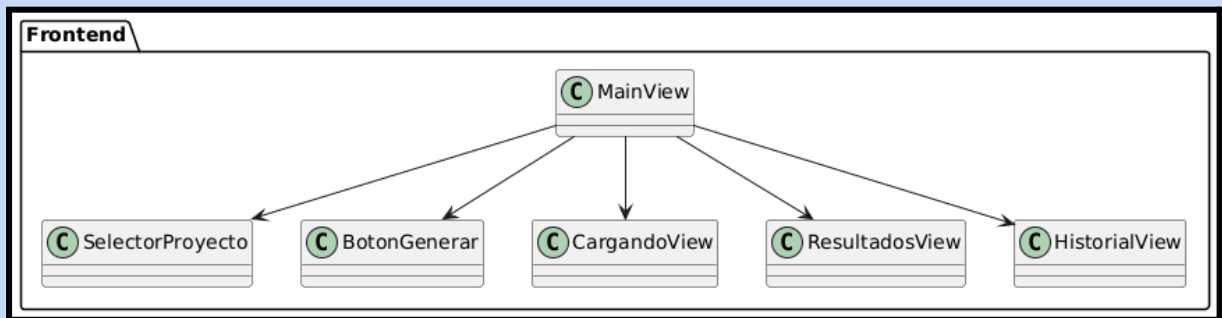 Frontend
C MainView
C SelectorProyecto
C BotonGenerar
C CargandoView
C ResultadosView
C HistorialView